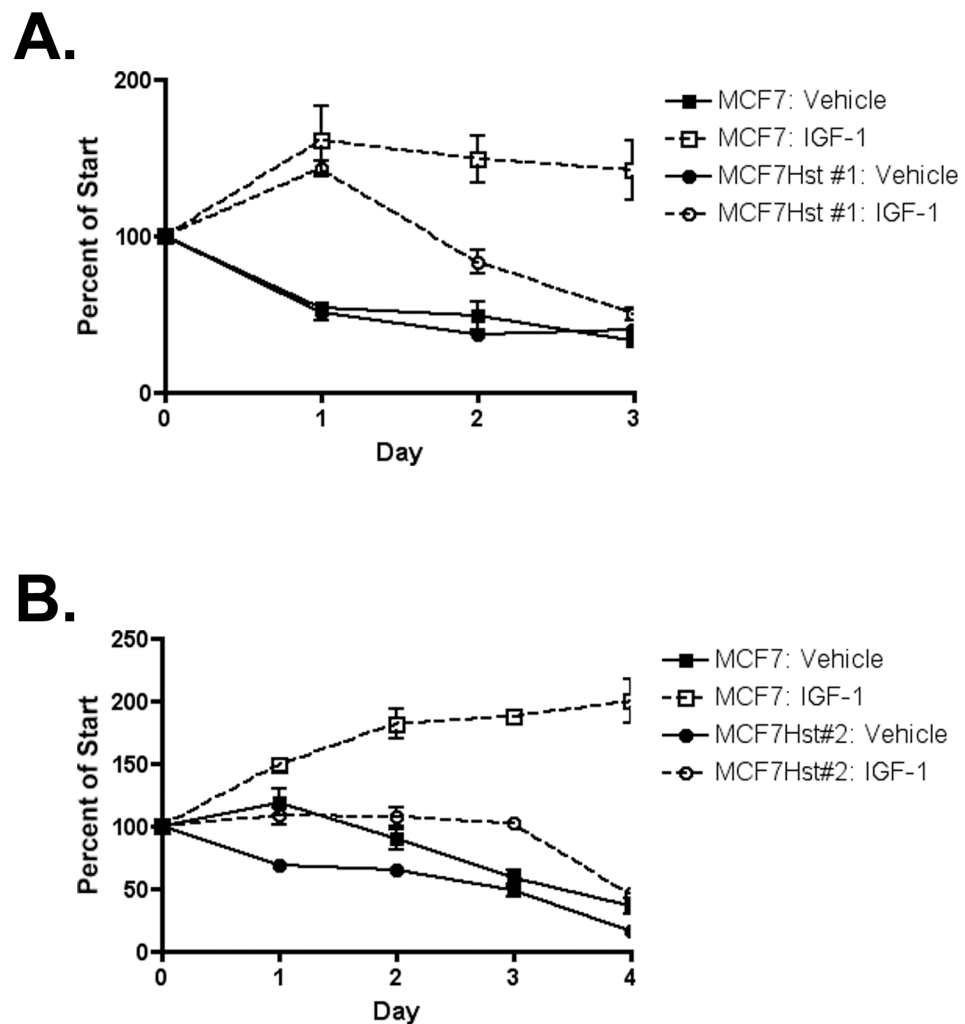 A.
200
100
0
Percent of Start
0 1 2 3
Day
MCF7: Vehicle
MCF7: IGF-1
MCF7Hst #1: Vehicle
MCF7Hst #1: IGF-1
B.
250
200
150
100
50
0
Percent of Start
0 1 2 3 4
Day
MCF7: Vehicle
MCF7: IGF-1
MCF7Hst#2: Vehicle
MCF7Hst#2: IGF-1